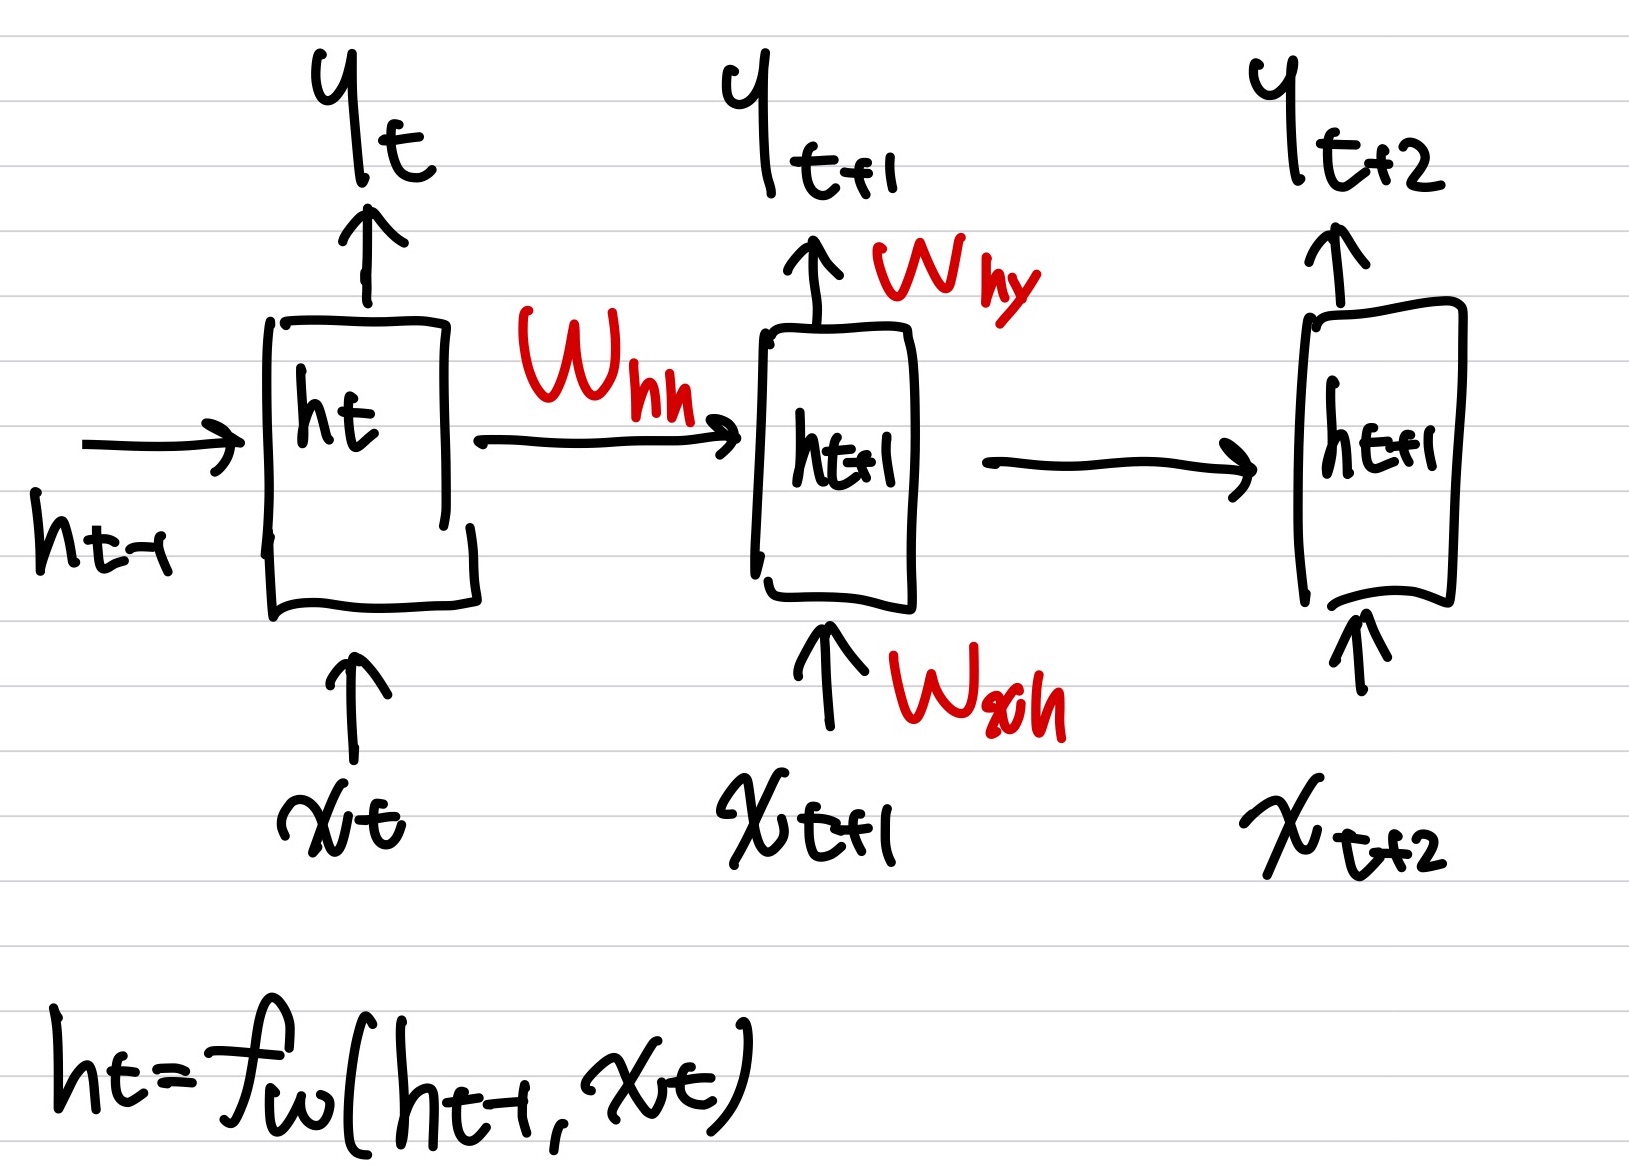 y_t y_{t+1} y_{t+2}
W_{hh} W_{hy}
h_t h_{t+1} h_{t+1}
h_{t-1}
W_{xh}
x_t x_{t+1} x_{t+2}
h_t = f_w(h_{t-1}, x_t)